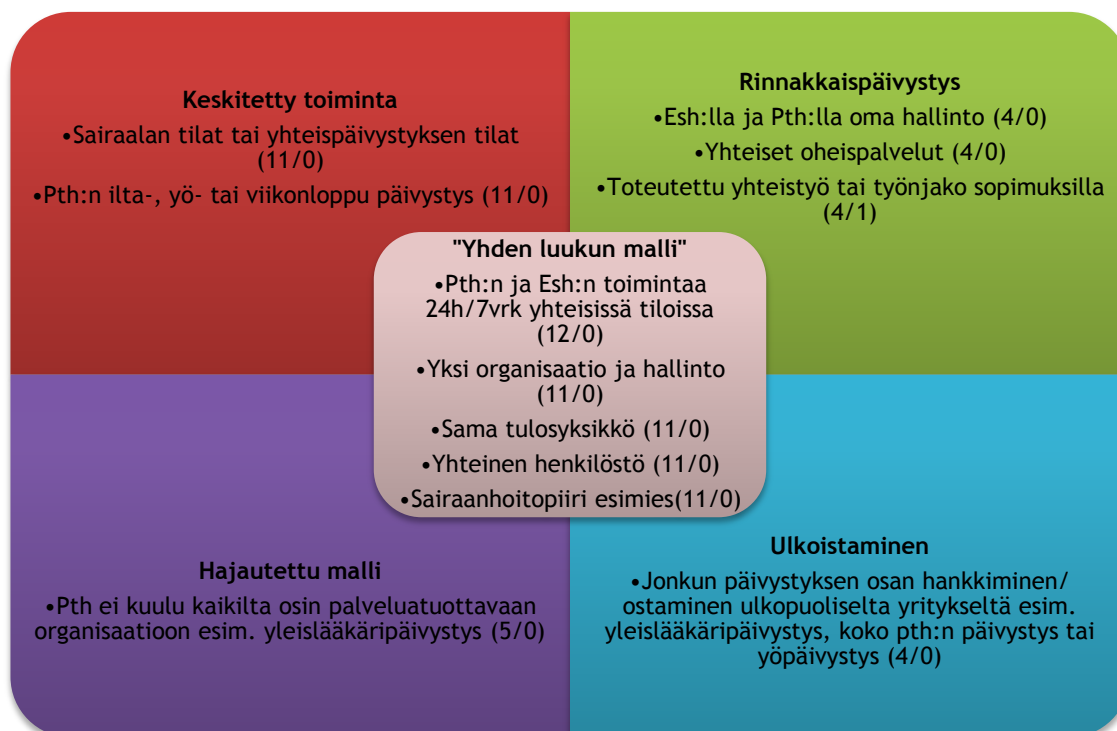 Keskitetty toiminta
•Sairaalan tilat tai yhteispäivystyksen tilat
(11/0)
•Pth:n ilta-, yö- tai viikonloppu päivystys (11/0)
Rinnakkaispäivystys
•Esh:lla ja Pth:lla oma hallinto (4/0)
•Yhteiset oheispalvelut (4/0)
•Toteutettu yhteistyö tai työnjako sopimuksilla
(4/1)
"Yhden luukun malli"
•Pth:n ja Esh:n toimintaa
24h/7vrk yhteisissä tiloissa
(12/0)
•Yksi organisaatio ja hallinto
(11/0)
•Sama tulosyksikkö (11/0)
•Yhteinen henkilöstö (11/0)
•Sairaanhoitopiiri esimies(11/0)
Hajautettu malli
•Pth ei kuulu kaikilta osin palveluatuottavaan
organisaatioon esim. yleislääkäripäivystys (5/0)
Ulkoistaminen
•Jonkun päivystyksen osan hankkiminen/
ostaminen ulkopuoliselta yritykseltä esim.
yleislääkäripäivystys, koko pth:n päivystys tai
yöpäivystys (4/0)